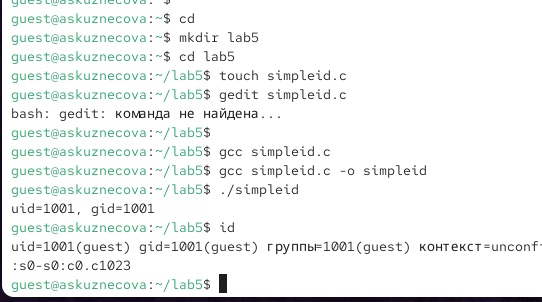 guest@askuznecova:~$
guest@askuznecova:~$ cd
guest@askuznecova:~$ mkdir lab5
guest@askuznecova:~$ cd lab5
guest@askuznecova:~/lab5$ touch simpleid.c
guest@askuznecova:~/lab5$ gedit simpleid.c
bash: gedit: команда не найдена...
guest@askuznecova:~/lab5$
guest@askuznecova:~/lab5$ gcc simpleid.c
guest@askuznecova:~/lab5$ gcc simpleid.c -o simpleid
guest@askuznecova:~/lab5$ ./simpleid
uid=1001, gid=1001
guest@askuznecova:~/lab5$ id
uid=1001(guest) gid=1001(guest) группы=1001(guest) контекст=unconf
:s0-s0:c0.c1023
guest@askuznecova:~/lab5$